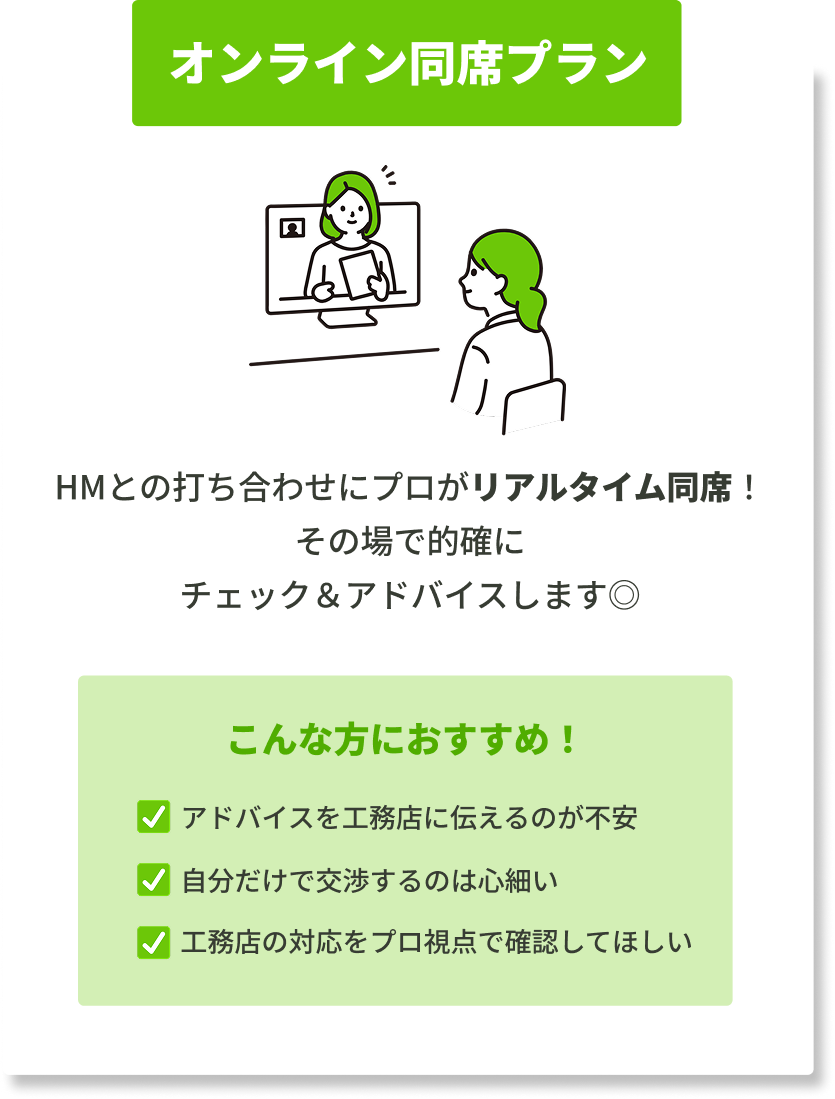 オンライン同席プラン
HMとの打ち合わせにプロがリアルタイム同席！
その場で的確に
チェック＆アドバイスします◎
こんな方におすすめ！
アドバイスを工務店に伝えるのが不安
自分だけで交渉するのは心細い
工務店の対応をプロ視点で確認してほしい